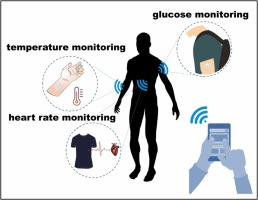 glucose monitoring
temperature monitoring
heart rate monitoring